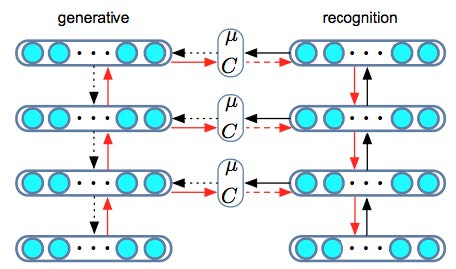 generative
recognition
μ
C
μ
C
μ
C